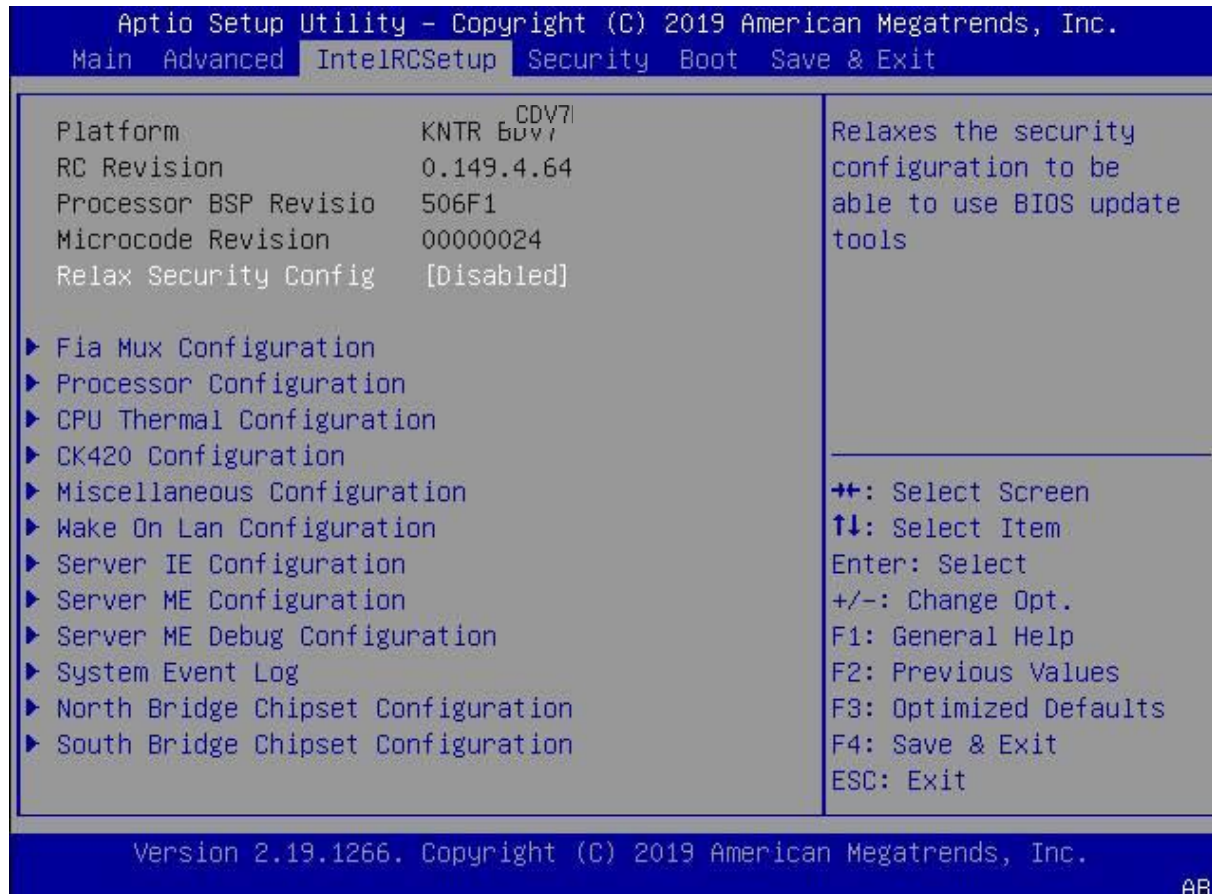 Aptio Setup Utility – Copyright (C) 2019 American Megatrends, Inc.
Main Advanced IntelRCSetup Security Boot Save & Exit
Platform KNTR
RC Revision 0.149.4.64
Processor BSP Revisio 506F1
Microcode Revision 00000024
Relax Security Config [Disabled]
Fia Mux Configuration
Processor Configuration
CPU Thermal Configuration
CK420 Configuration
Miscellaneous Configuration
Wake On Lan Configuration
Server IE Configuration
Server ME Configuration
Server ME Debug Configuration
System Event Log
North Bridge Chipset Configuration
South Bridge Chipset Configuration
Relaxes the security
configuration to be
able to use BIOS update
tools
→←: Select Screen
↑↓: Select Item
Enter: Select
+/-: Change Opt.
F1: General Help
F2: Previous Values
F3: Optimized Defaults
F4: Save & Exit
ESC: Exit
Version 2.19.1266. Copyright (C) 2019 American Megatrends, Inc.
AB